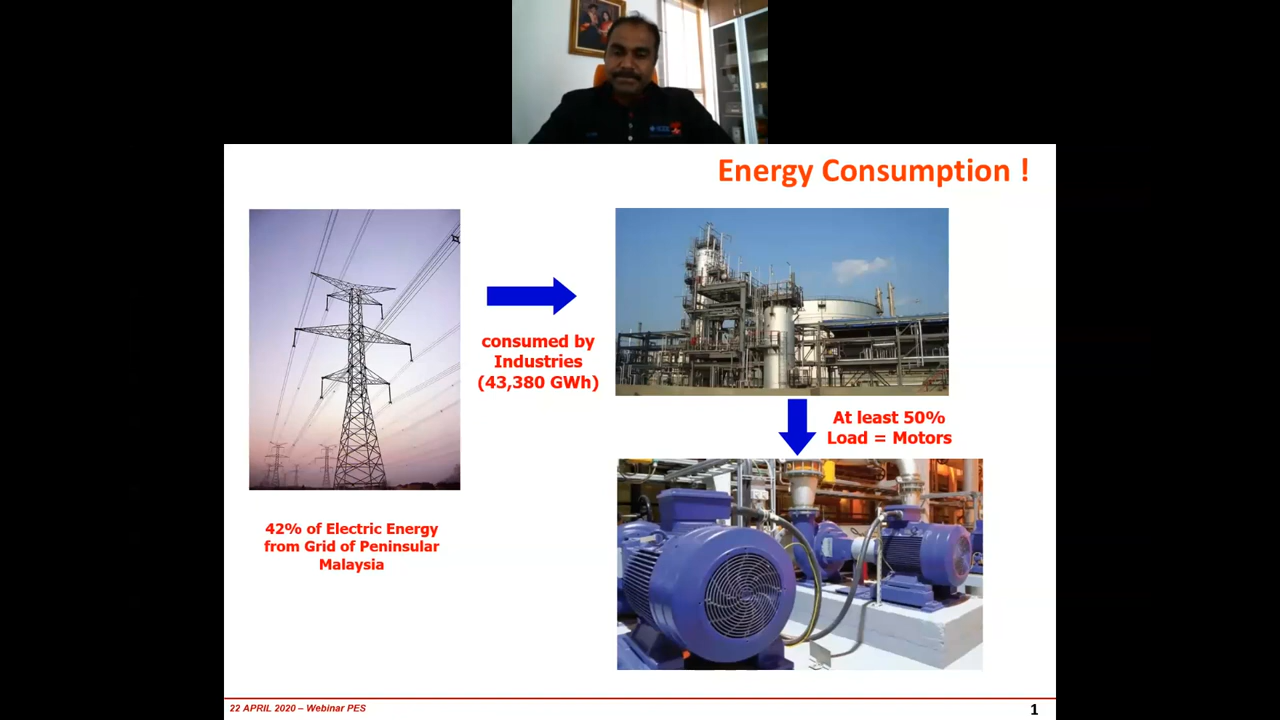 Energy Consumption !
consumed by
Industries
(43,380 GWh)
At least 50%
Load = Motors
42% of Electric Energy
from Grid of Peninsular
Malaysia
22 APRIL 2020 – Webinar PES
1